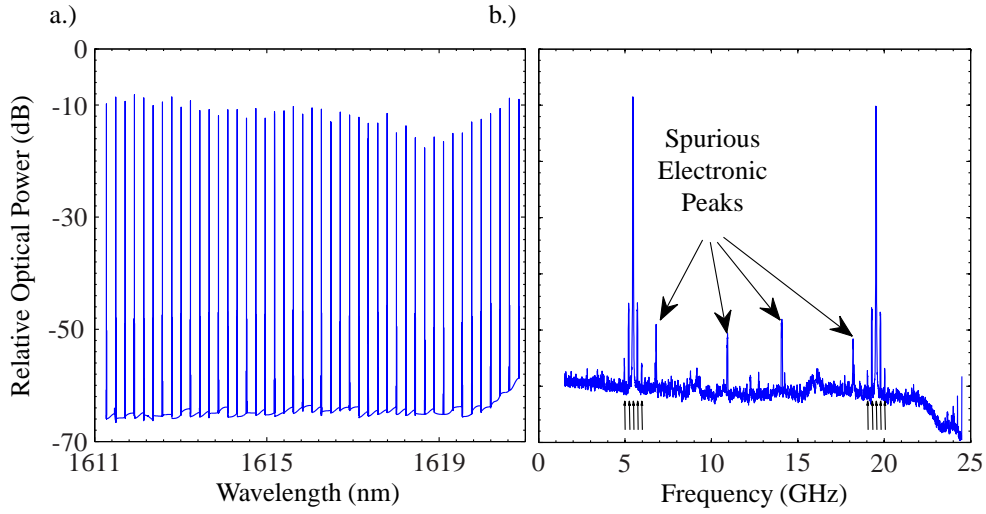 a.)
b.)
0
-10
-30
-50
-70
Relative Optical Power (dB)
1611
1615
1619
Wavelength (nm)
Spurious
Electronic
Peaks
0
5
10
15
20
25
Frequency (GHz)